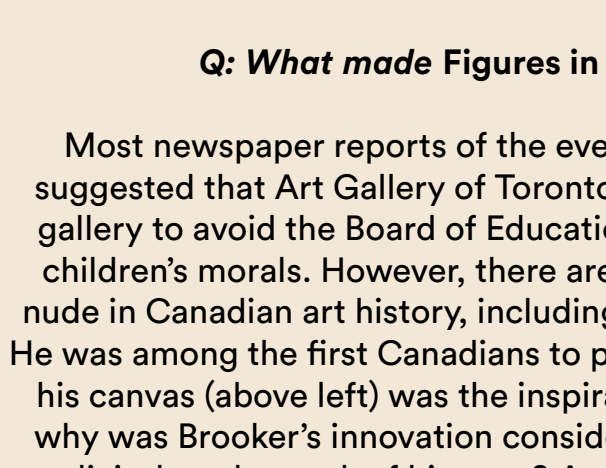 Q: What made Figures in
Most newspaper reports of the eve
suggested that Art Gallery of Toronto
gallery to avoid the Board of Educati
children’s morals. However, there are
nude in Canadian art history, including
He was among the first Canadians to p
his canvas (above left) was the inspira
why was Brooker’s innovation conside